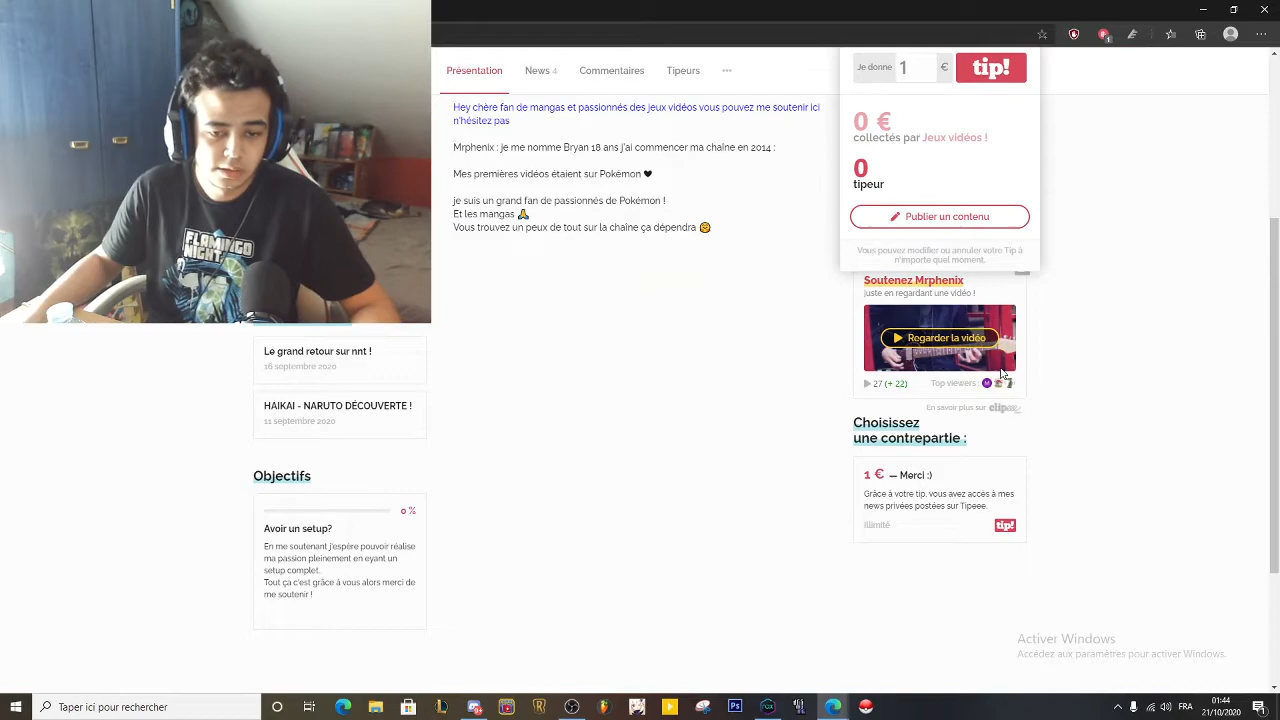 Présentation
News 4
Commentaires
Tipeurs
Je donne 1 €
tip!
Hey chère fan de mangas et passionnés des jeux vidéos vous pouvez me soutenir ici
n'hésitez pas
Mrphenix : je me nomme Bryan 18 ans j'ai commencer ma chaîne en 2014 :
Mes premières vidéos étaient sur Pokémon ❤
je suis un grand fan de passionnés de Pokémon !
Et les mangas 🙏
Vous trouvez un peux de tout sur la chaîne ça dépendra
0 €
collectés par Jeux vidéos !
0
tipeur
Publier un contenu
Vous pouvez modifier ou annuler votre Tip à
n'importe quel moment.
Soutenez Mrphenix
juste en regardant une vidéo !
Regarder la vidéo
27 (+ 22)
Top viewers :
En savoir plus sur
Choisissez
une contrepartie :
1 € — Merci :)
Grâce à votre tip, vous avez accès à mes
news privées postées sur Tipeee.
Illimité
tip!
FLAMINGO
NIGHT
Le grand retour sur nnt !
16 septembre 2020
HAIKAI - NARUTO DÉCOUVERTE !
11 septembre 2020
Objectifs
0 %
Avoir un setup?
En me soutenant j'espère pouvoir réalise
ma passion pleinement en eyant un
setup complet.
Tout ça c'est grâce à vous alors merci de
me soutenir !
Activer Windows
Accédez aux paramètres pour activer Windows.
Taper ici pour rechercher
FRA
01:44
21/10/2020